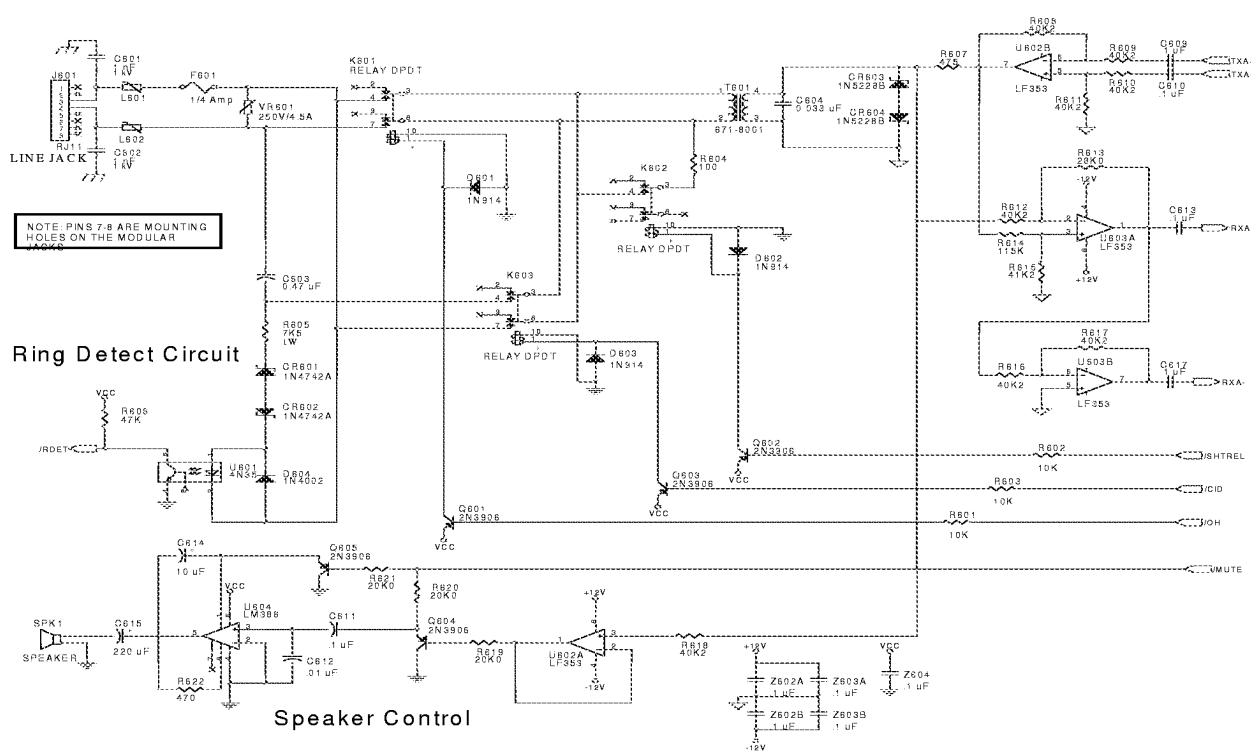 C601
1 nF
1 kV
J601
F601
1/4 Amp
L601
VR601
250V/4.5A
L602
RJ11
LINE JACK
C602
1 nF
1 kV
NOTE: PINS 7-8 ARE MOUNTING
HOLES ON THE MODULAR
JACKS
K601
RELAY DPDT
D601
1N914
T601
671-8001
C604
0.033 uF
CR603
1N5228B
CR604
1N5228B
R604
100
K602
RELAY DPDT
D602
1N914
K603
RELAY DPDT
D603
1N914
R607
475
U602B
LF353
R609
40K2
R610
40K2
R611
40K2
C609
.1 uF
C610
.1 uF
TXA-
TXA
R613
20K0
-12V
R612
40K2
R614
115K
R615
41K2
U603A
LF353
+12V
C613
.1 uF
RXA
R617
40K2
R616
40K2
U603B
LF353
C617
.1 uF
RXA-
C603
0.47 uF
R605
7K5
1W
Ring Detect Circuit
CR601
1N4742A
CR602
1N4742A
VCC
R606
47K
/RDET
U601
4N35
D604
1N4002
Q602
2N3906
VCC
R602
10K
/SHTREL
Q603
2N3906
VCC
R603
10K
/CID
Q601
2N3906
VCC
R601
10K
/OH
C614
10 uF
Q605
2N3906
R621
20K0
R620
20K0
/MUTE
VCC
U604
LM386
C611
.1 uF
Q604
2N3906
SPK1
SPEAKER
C615
220 uF
R622
470
C612
.01 uF
R619
20K0
+12V
U602A
LF353
-12V
R618
40K2
Speaker Control
+12V
Z602A
.1 uF
Z603A
.1 uF
Z602B
.1 uF
Z603B
.1 uF
-12V
VCC
Z604
.1 uF